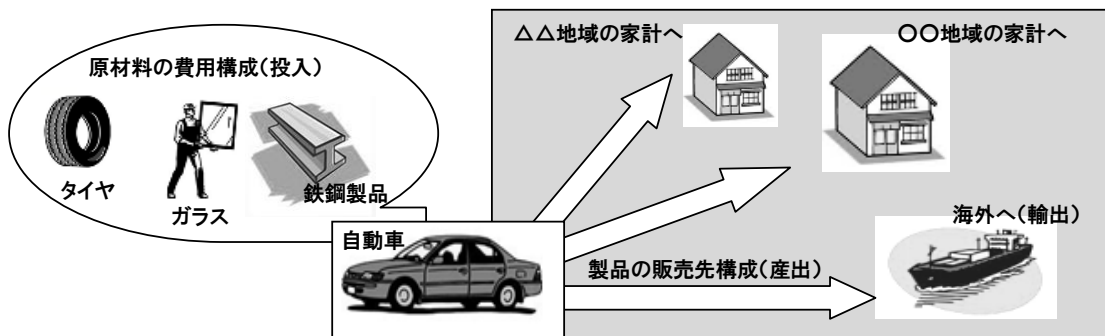 原材料の費用構成(投入)
タイヤ
ガラス
鉄鋼製品
自動車
△△地域の家計へ
〇〇地域の家計へ
海外へ(輸出)
製品の販売先構成(産出)